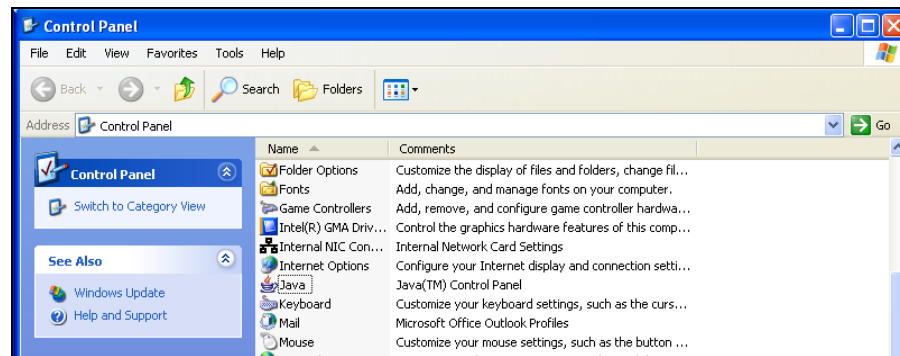 Control Panel
File Edit View Favorites Tools Help
Back Search Folders
Address Control Panel Go
Name Comments
Control Panel
Switch to Category View
See Also
Windows Update
Help and Support
Folder Options Customize the display of files and folders, change fil...
Fonts Add, change, and manage fonts on your computer.
Game Controllers Add, remove, and configure game controller hardwa...
Intel(R) GMA Driv... Control the graphics hardware features of this comp...
Internal NIC Con... Internal Network Card Settings
Internet Options Configure your Internet display and connection setti...
Java Java(TM) Control Panel
Keyboard Customize your keyboard settings, such as the curs...
Mail Microsoft Office Outlook Profiles
Mouse Customize your mouse settings, such as the button ...